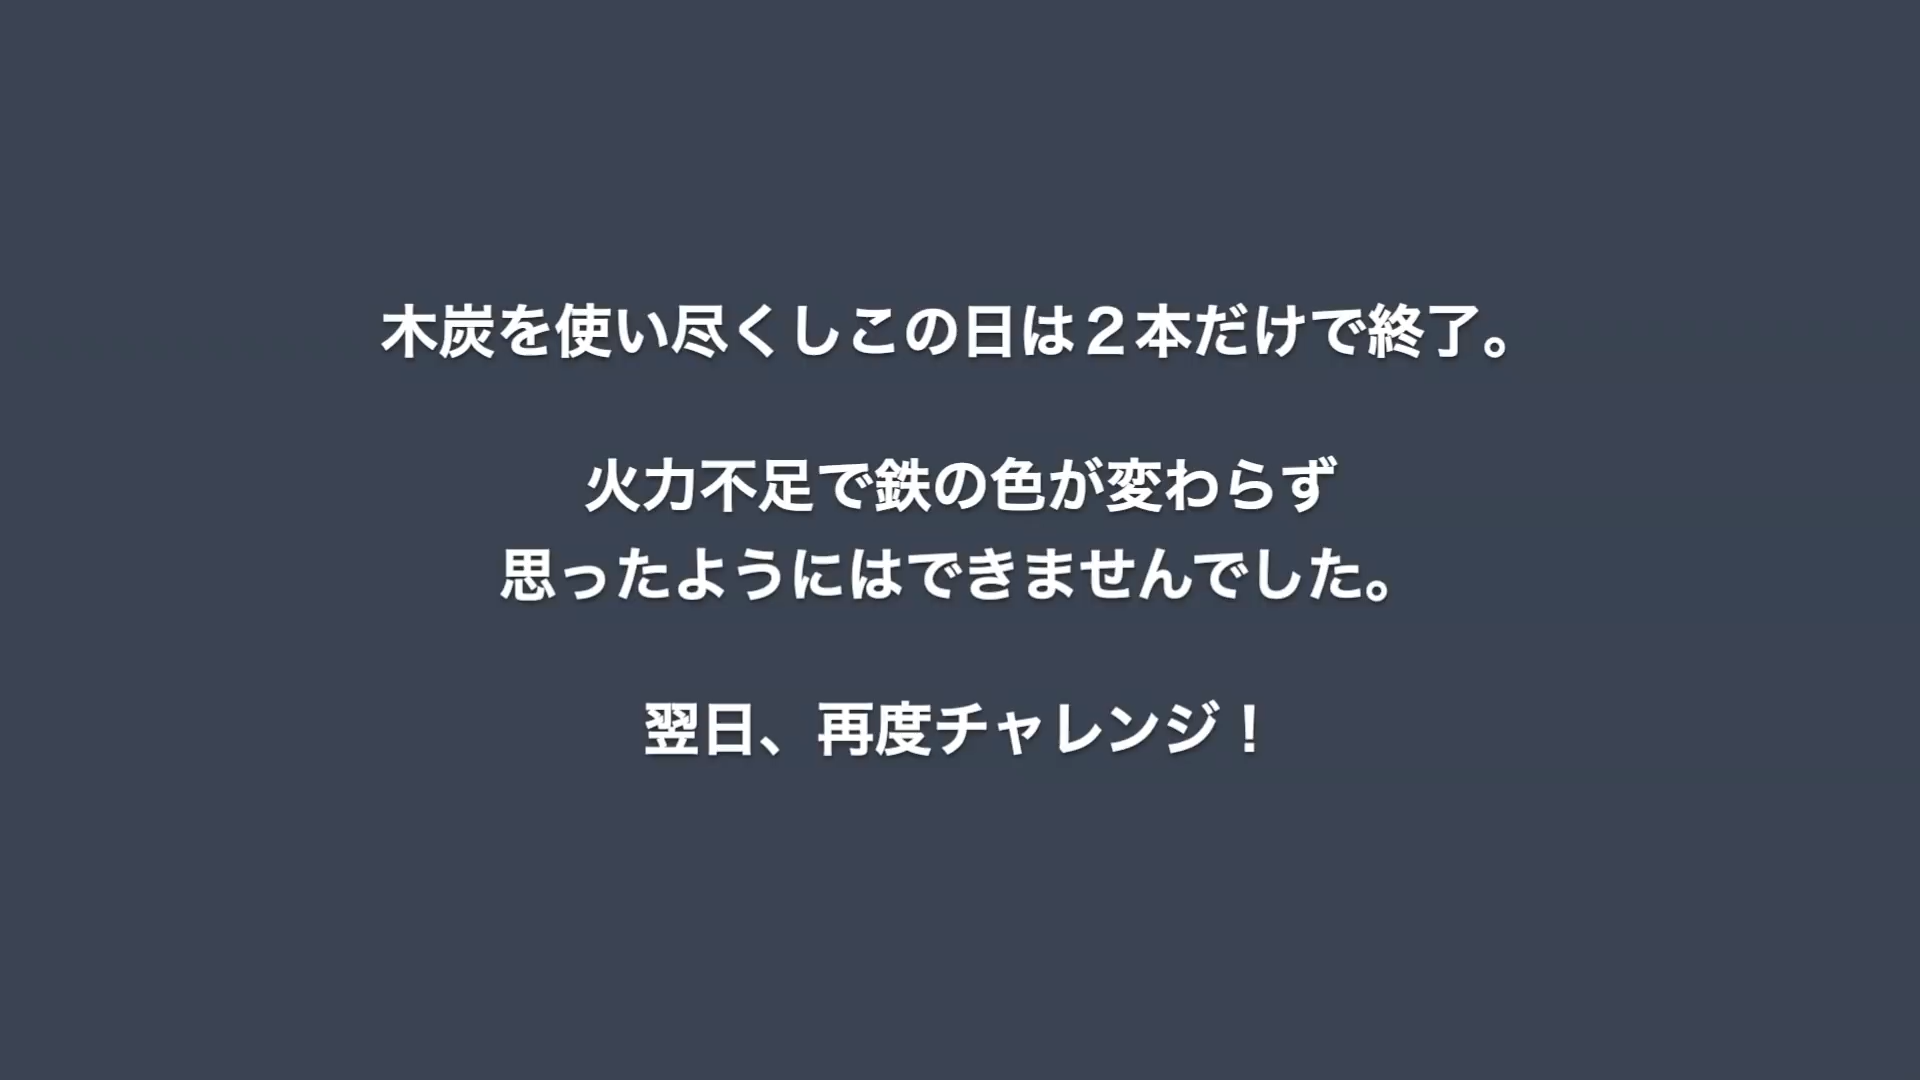 木炭を使い尽くしこの日は２本だけで終了。
火力不足で鉄の色が変わらず
思ったようにはできませんでした。
翌日、再度チャレンジ！